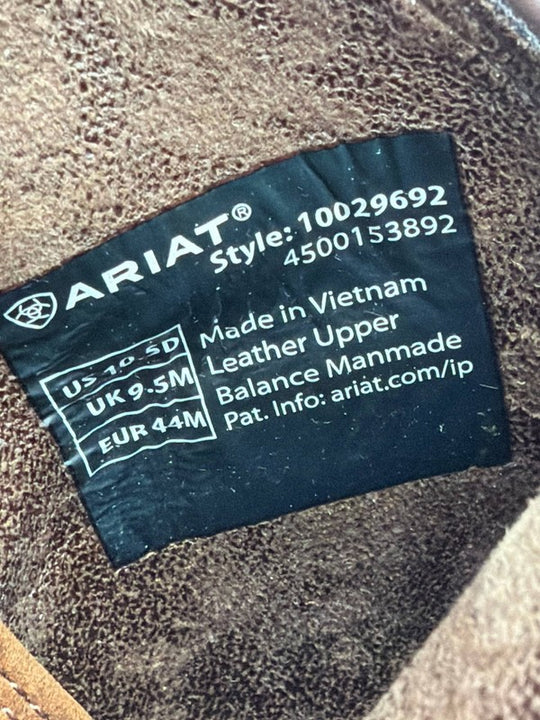 ARIAT®
Style: 10029692
4500153892
US 10.5D
UK 9.5M
EUR 44M
Made in Vietnam
Leather Upper
Balance Manmade
Pat. Info: ariat.com/ip